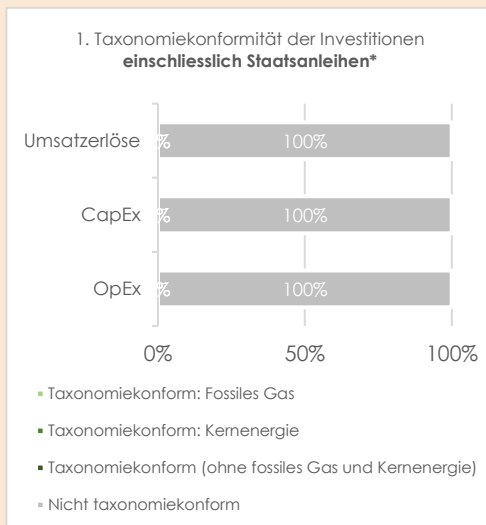 1. Taxonomiekonformität der Investitionen
einschliesslich Staatsanleihen*
Umsatzerlöse % 100%
CapEx % 100%
OpEx % 100%
0% 50% 100%
Taxonomiekonform: Fossiles Gas
Taxonomiekonform: Kernenergie
Taxonomiekonform (ohne fossiles Gas und Kernenergie)
Nicht taxonomiekonform